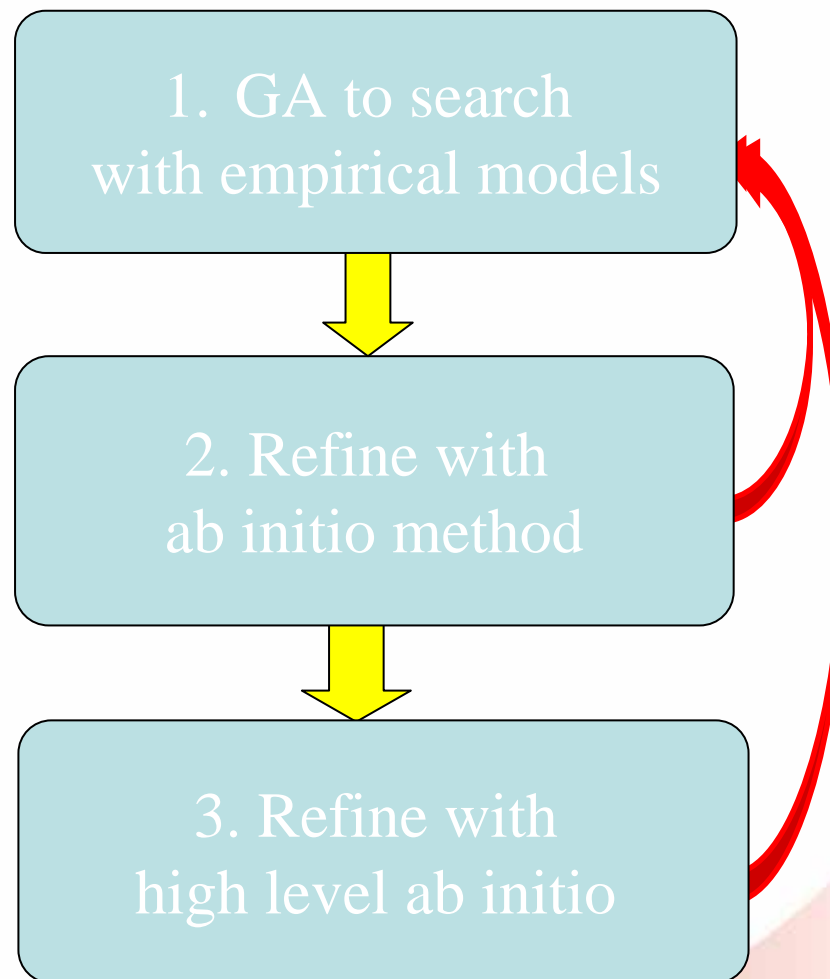 1. GA to search
with empirical models
2. Refine with
ab initio method
3. Refine with
high level ab initio